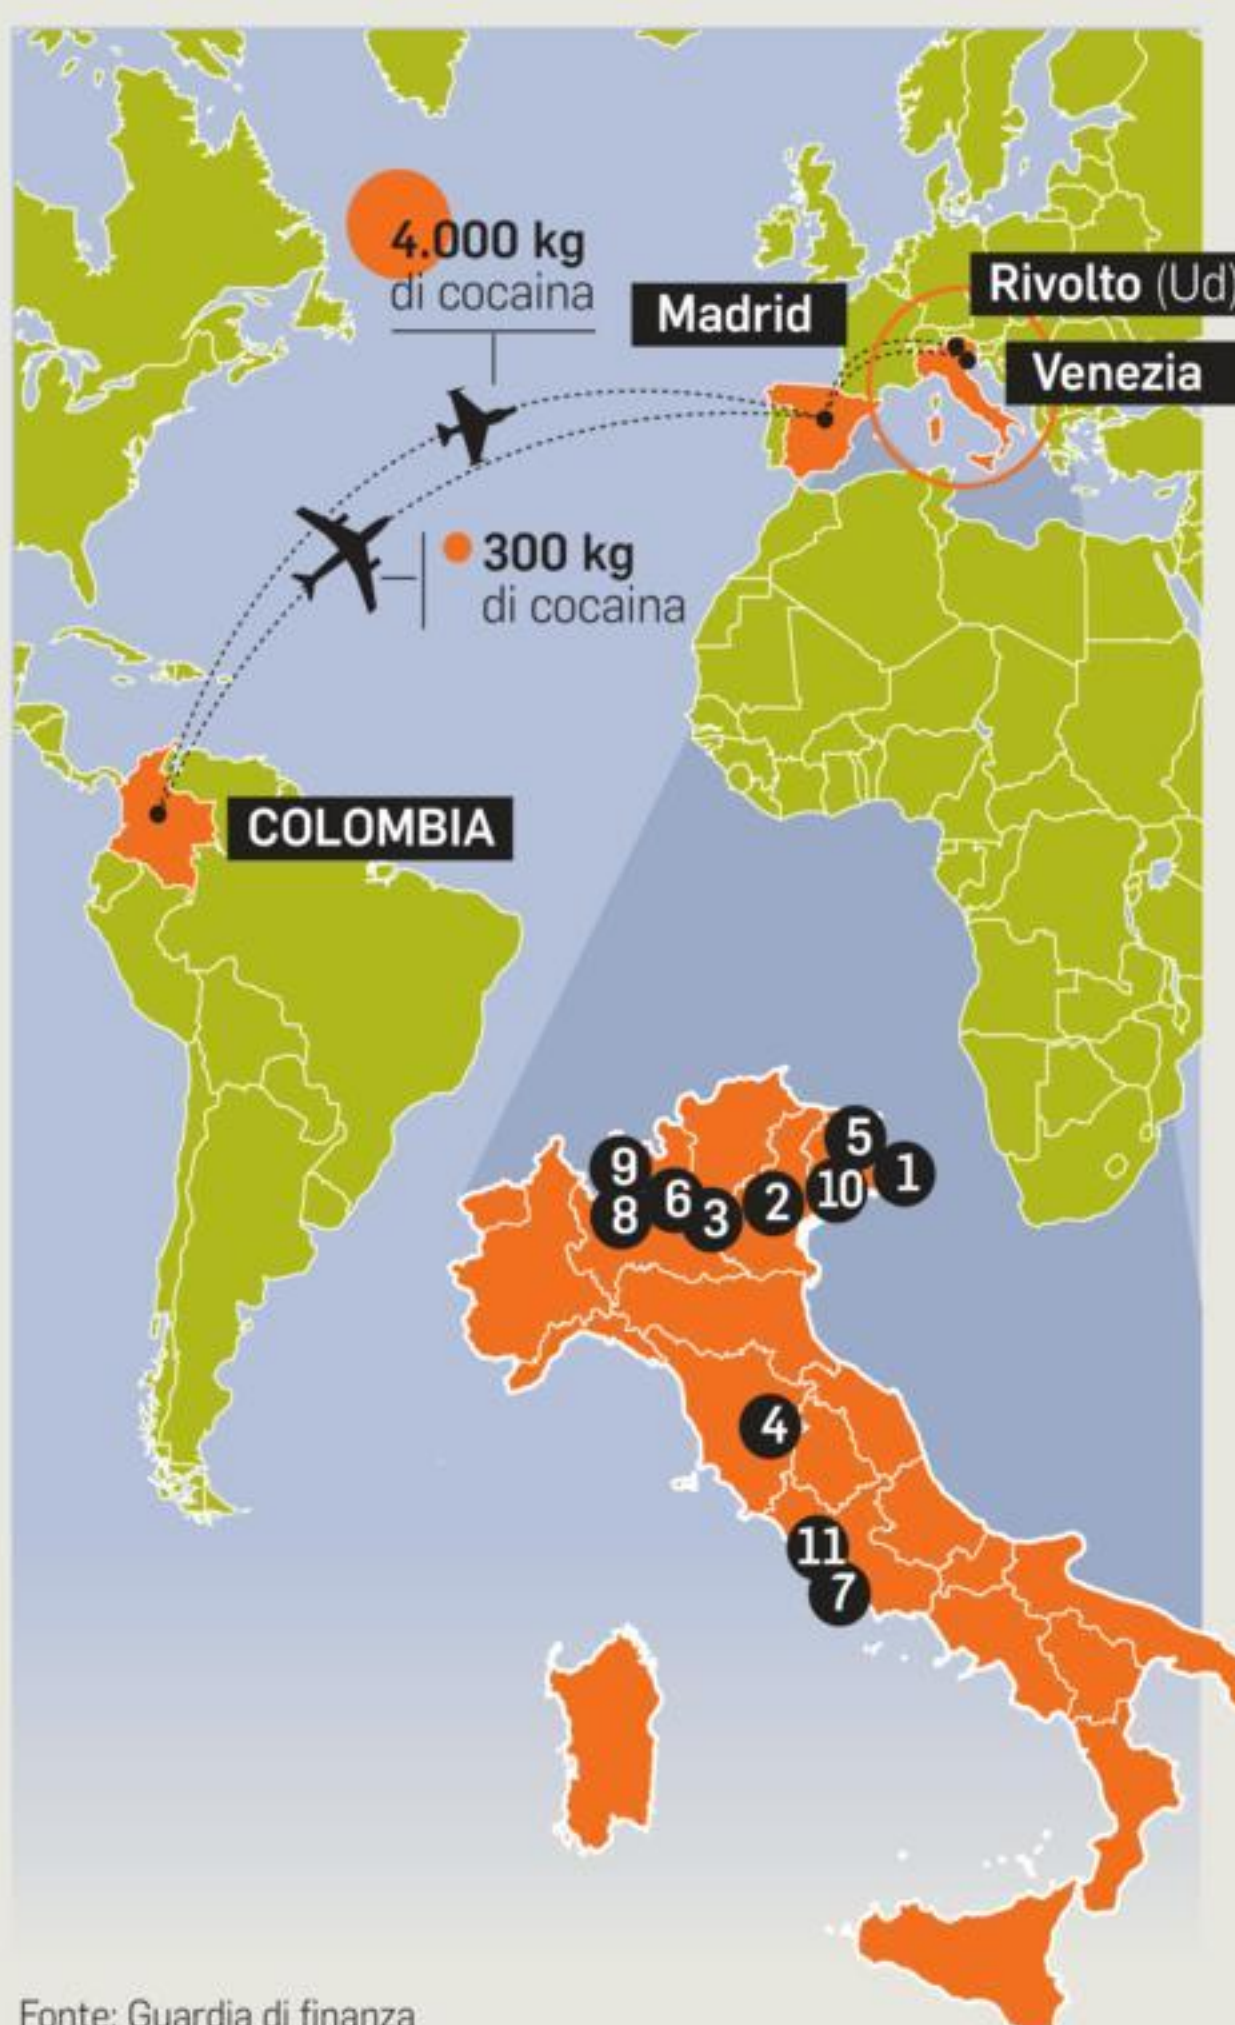 4.000 kg
di cocaina
Madrid
Rivolto (Ud)
Venezia
300 kg
di cocaina
COLOMBIA
5
9
1
6
10
2
8
3
4
11
7
Fonte: Guardia di finanza